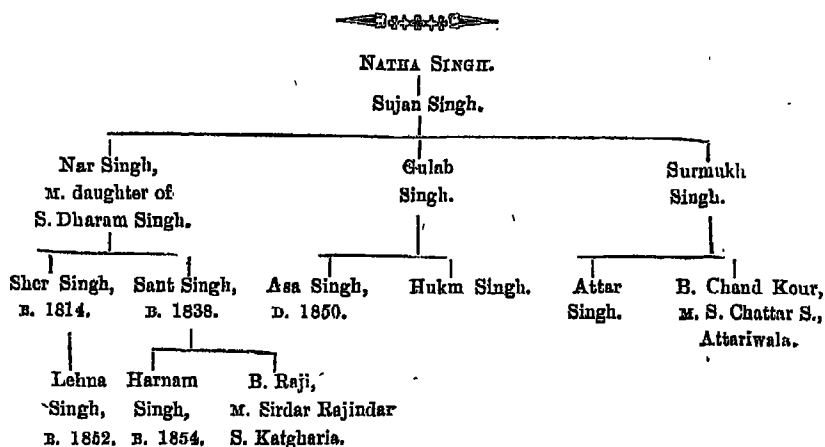 NATHA SINGH.
Sujan Singh.
Nar Singh,
M. daughter of
S. Dharam Singh.
Gulab
Singh.
Surmukh
Singh.
Sher Singh,
B. 1814.
Sant Singh,
B. 1838.
Asa Singh,
D. 1850.
Hukm Singh.
Attar
Singh.
B. Chand Kour,
M. S. Chattar S.,
Attariwala.
Lehna
Singh,
B. 1852.
Harnam
Singh,
B. 1854.
B. Raji,
M. Sirdar Rajindar
S. Katgharia.